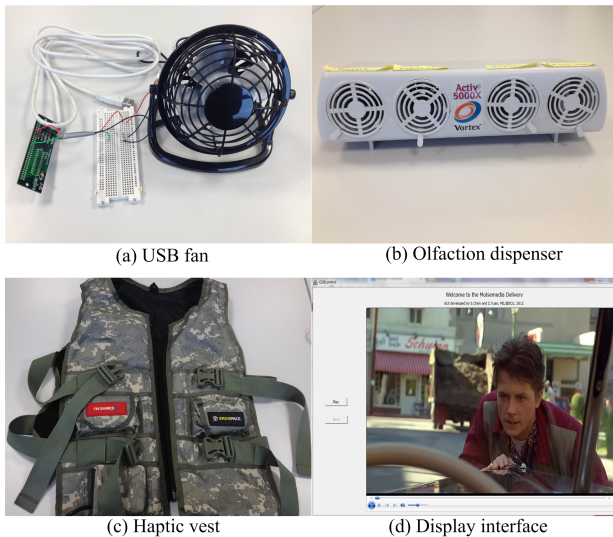 Activ
5000X
Vortex
(a) USB fan
(b) Olfaction dispenser
TN GAMES
3RDSPACE
(c) Haptic vest
Welcome to the Mulsemedia Delivery
Play
(d) Display interface